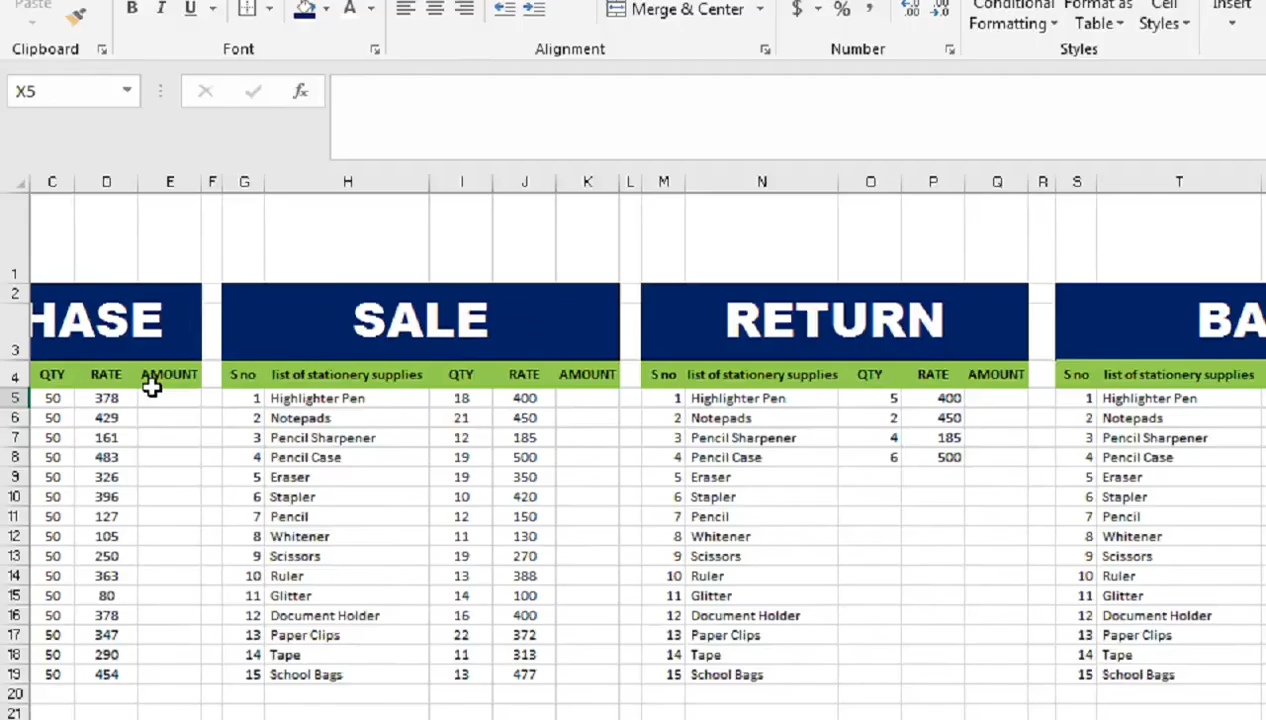 Paste B I U A Merge & Center $ % , Conditional Format as Cell Insert
Formatting Table Styles
Clipboard Font Alignment Number Styles
X5 fx
C D E F G H I J K L M N O P Q R S T
1
2
3 HASE SALE RETURN BA
4 QTY RATE AMOUNT S no list of stationery supplies QTY RATE AMOUNT S no list of stationery supplies QTY RATE AMOUNT S no list of stationery supplies
5 50 378 1 Highlighter Pen 18 400 1 Highlighter Pen 5 400 1 Highlighter Pen
6 50 429 2 Notepads 21 450 2 Notepads 2 450 2 Notepads
7 50 161 3 Pencil Sharpener 12 185 3 Pencil Sharpener 4 185 3 Pencil Sharpener
8 50 483 4 Pencil Case 19 500 4 Pencil Case 6 500 4 Pencil Case
9 50 326 5 Eraser 19 350 5 Eraser 5 Eraser
10 50 396 6 Stapler 10 420 6 Stapler 6 Stapler
11 50 127 7 Pencil 12 150 7 Pencil 7 Pencil
12 50 105 8 Whitener 11 130 8 Whitener 8 Whitener
13 50 250 9 Scissors 19 270 9 Scissors 9 Scissors
14 50 363 10 Ruler 13 388 10 Ruler 10 Ruler
15 50 80 11 Glitter 14 100 11 Glitter 11 Glitter
16 50 378 12 Document Holder 16 400 12 Document Holder 12 Document Holder
17 50 347 13 Paper Clips 22 372 13 Paper Clips 13 Paper Clips
18 50 290 14 Tape 11 313 14 Tape 14 Tape
19 50 454 15 School Bags 13 477 15 School Bags 15 School Bags
20
21